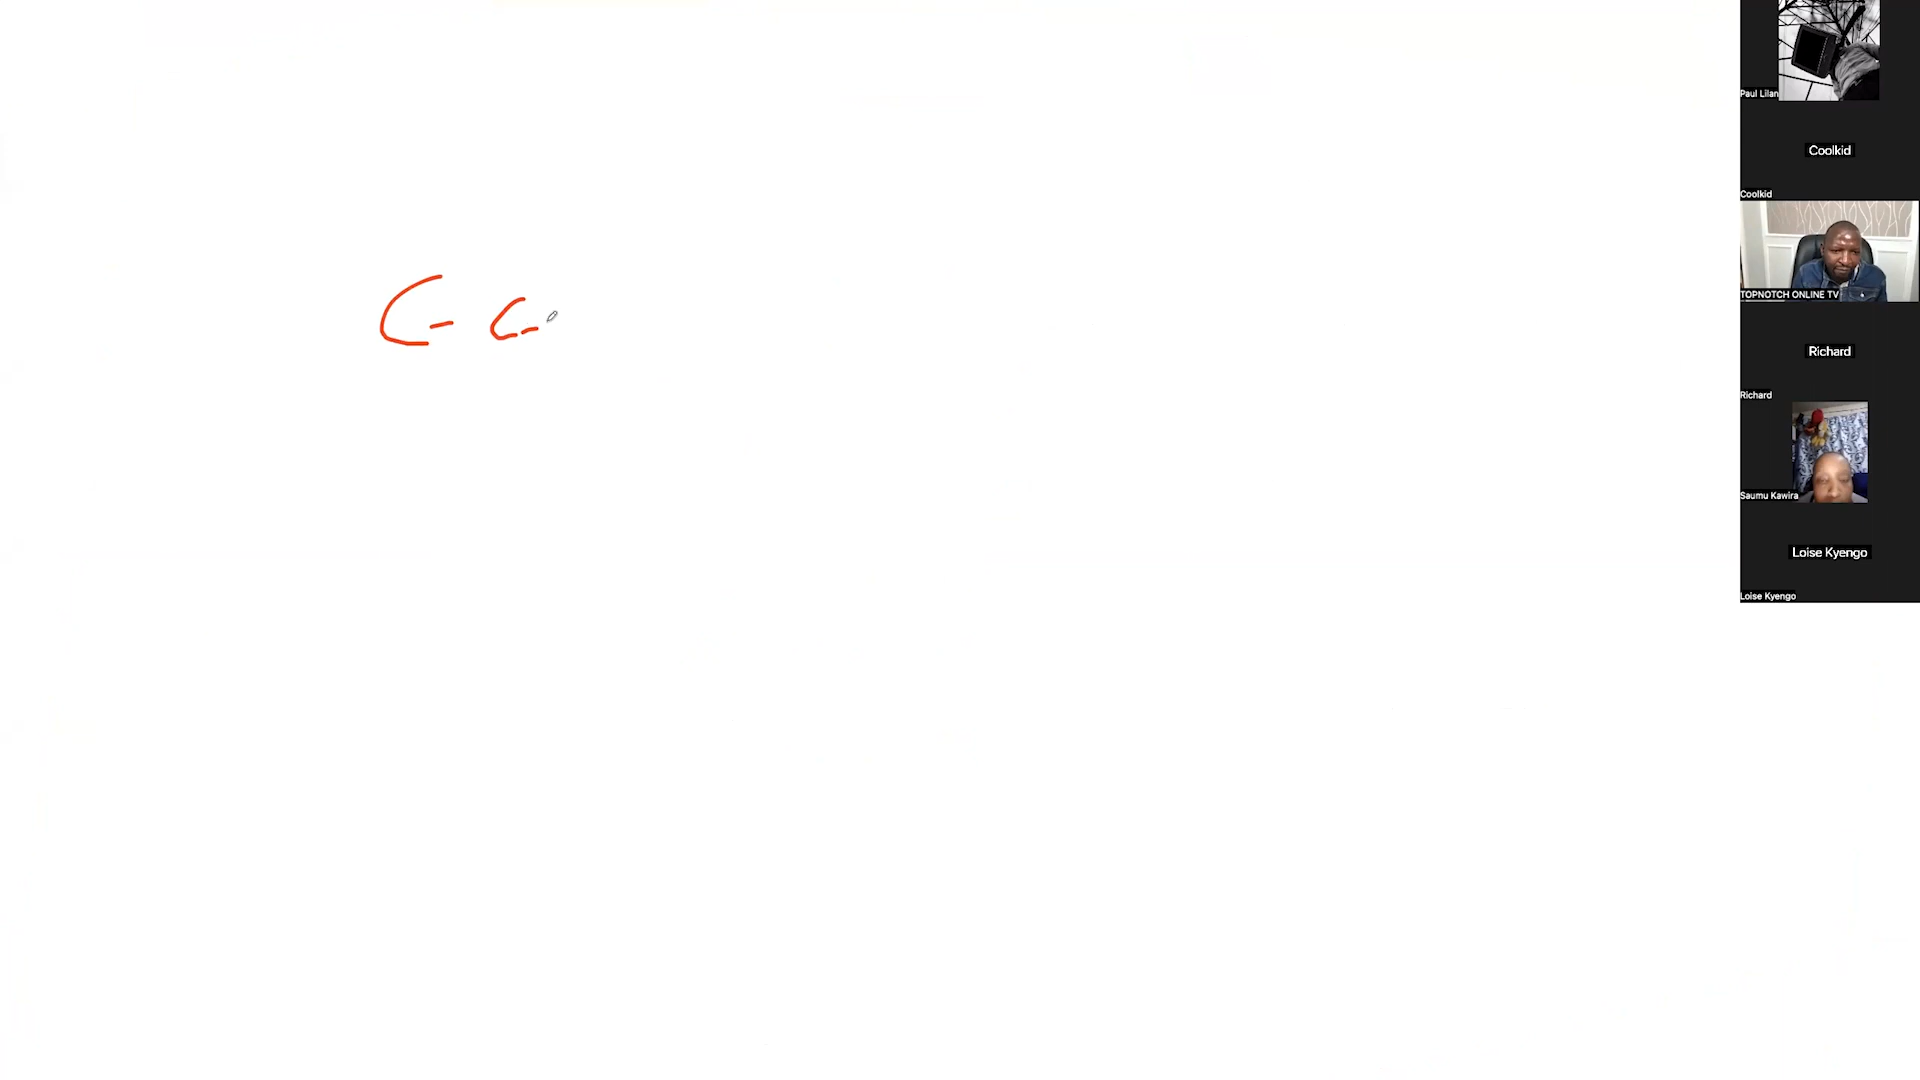 Paul Lilan
Coolkid
Coolkid
TOPNOTCH ONLINE TV
Richard
Richard
Saumu Kawira
Loise Kyengo
Loise Kyengo